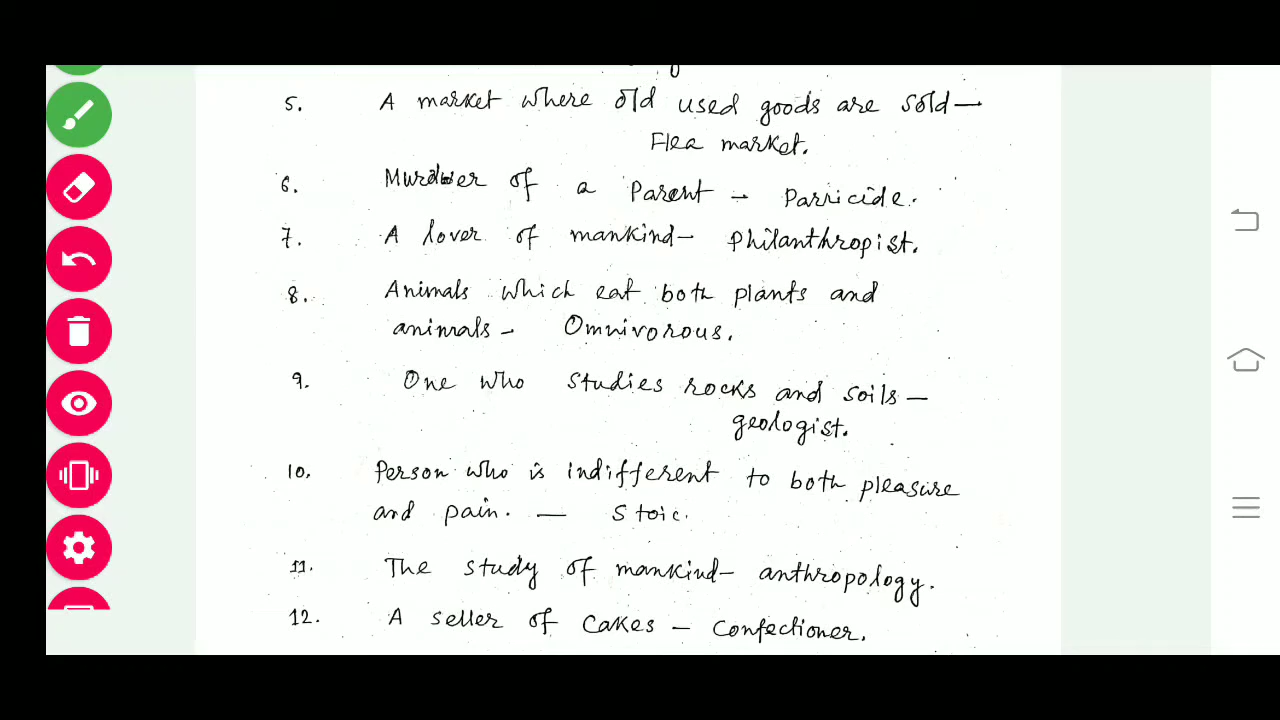 5. A market where old used goods are sold —
Flea market.
6. Murder of a Parent – Parricide.
7. A lover of mankind – Philanthropist.
8. Animals which eat both plants and
animals – Omnivorous.
9. One who studies rocks and soils —
geologist.
10. Person who is indifferent to both pleasure
and pain. — Stoic.
11. The study of mankind – anthropology.
12. A seller of cakes – confectioner.